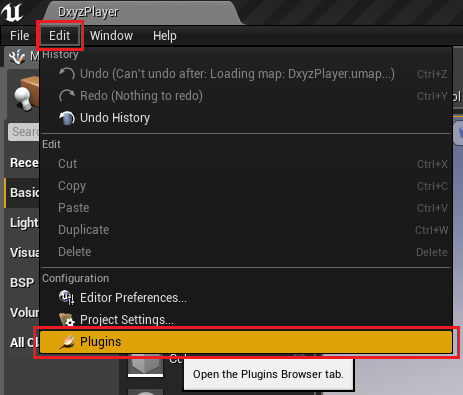 DxyzPlayer
File Edit Window Help
History
Undo (Can't undo after: Loading map: DxyzPlayer.umap...) Ctrl+Z
Redo (Nothing to redo) Ctrl+Y
Undo History
Sear
Edit
Rece
Cut Ctrl+X
Basic
Copy Ctrl+C
Paste Ctrl+V
Light
Duplicate Ctrl+W
Visua
Delete Delete
BSP
Configuration
Editor Preferences...
Volu
Project Settings...
All Cl
Plugins
Open the Plugins Browser tab.